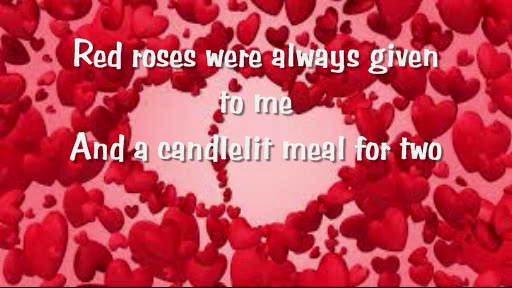 Red roses were always given
to me
And a candlelit meal for two